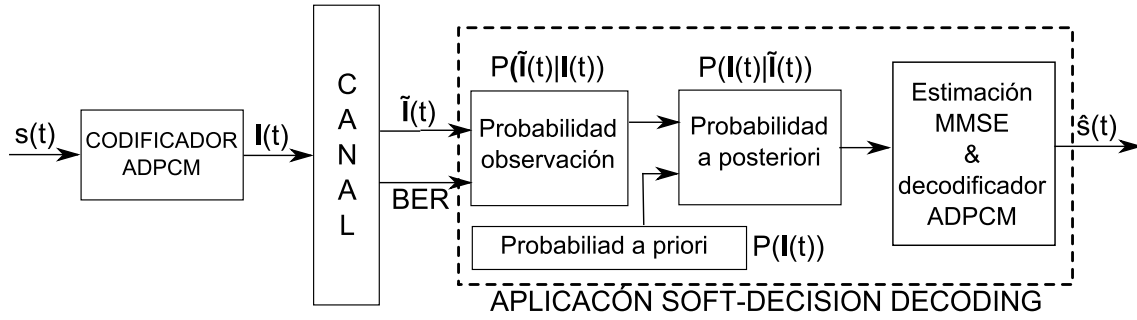 s(t)
CODIFICADOR
ADPCM
I(t)
C
A
N
A
L
Ĩ(t)
BER
P(Ĩ(t)|I(t))
Probabilidad
observación
P(I(t)|Ĩ(t))
Probabilidad
a posteriori
Probabiliad a priori
P(I(t))
Estimación
MMSE
&
decodificador
ADPCM
ŝ(t)
APLICACÓN SOFT-DECISION DECODING